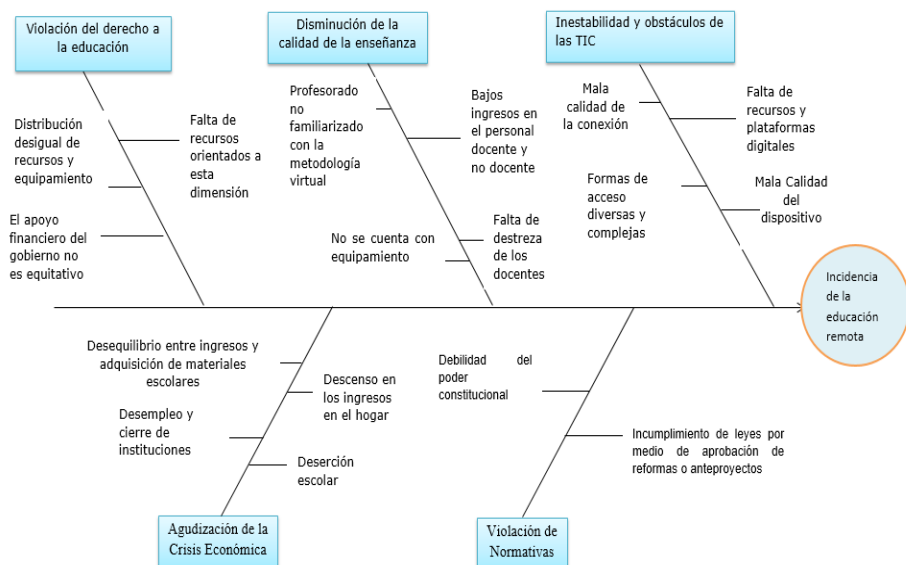 Violación del derecho a
la educación
Disminución de la
calidad de la enseñanza
Inestabilidad y obstáculos de
las TIC
Distribución
desigual de
recursos y
equipamiento
Falta de
recursos
orientados a
esta
dimensión
El apoyo
financiero del
gobierno no
es equitativo
Profesorado
no
familiarizado
con la
metodología
virtual
Bajos
ingresos en
el personal
docente y
no docente
No se cuenta con
equipamiento
Falta de
destreza
de los
docentes
Mala
calidad de
la conexión
Falta de
recursos y
plataformas
digitales
Formas de
acceso
diversas y
complejas
Mala Calidad
del
dispositivo
Incidencia
de la
educación
remota
Desequilibrio entre ingresos y
adquisición de materiales
escolares
Descenso en
los ingresos
en el hogar
Desempleo y
cierre de
instituciones
Deserción
escolar
Debilidad del
poder
constitucional
Incumplimiento de leyes por
medio de aprobación de
reformas o anteproyectos
Agudización de la
Crisis Económica
Violación de
Normativas